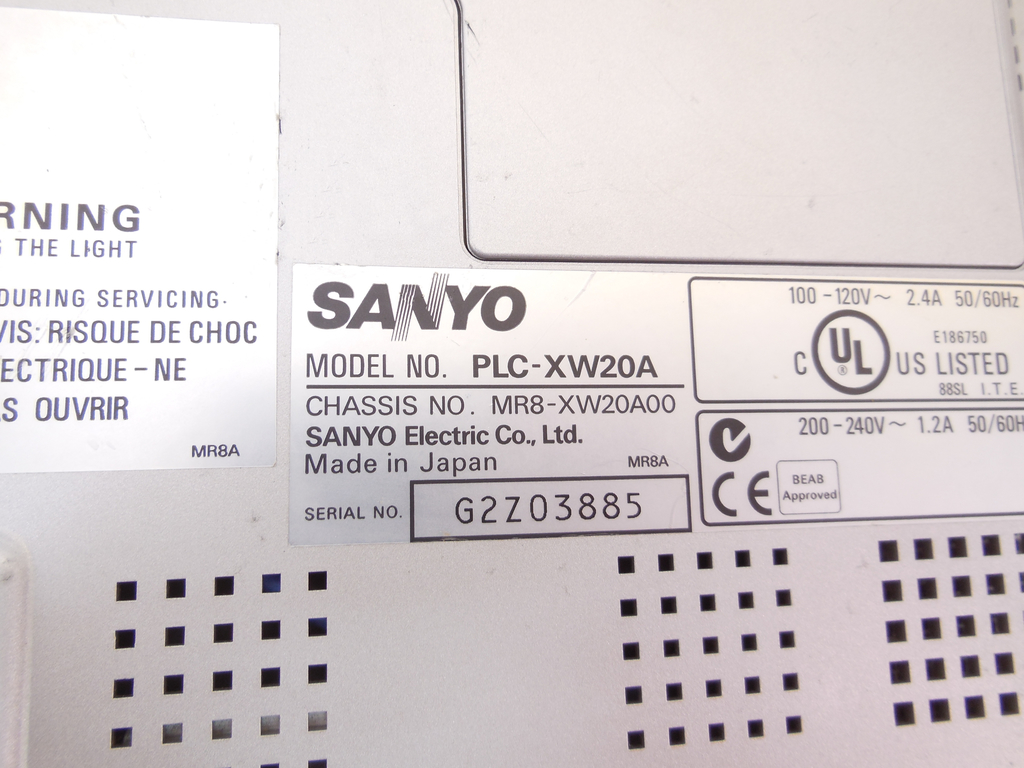 RNING
THE LIGHT
DURING SERVICING.
VIS: RISQUE DE CHOC
ECTRIQUE – NE
S OUVRIR
MR8A
SANYO
MODEL NO. PLC-XW20A
CHASSIS NO. MR8-XW20A00
SANYO Electric Co., Ltd.
Made in Japan
MR8A
SERIAL NO. G2Z03885
100 – 120V ~ 2.4A 50/60Hz
C UL ® US LISTED
E186750
88SL I.T.E.
200 – 240V ~ 1.2A 50/60H
CE
BEAB
Approved